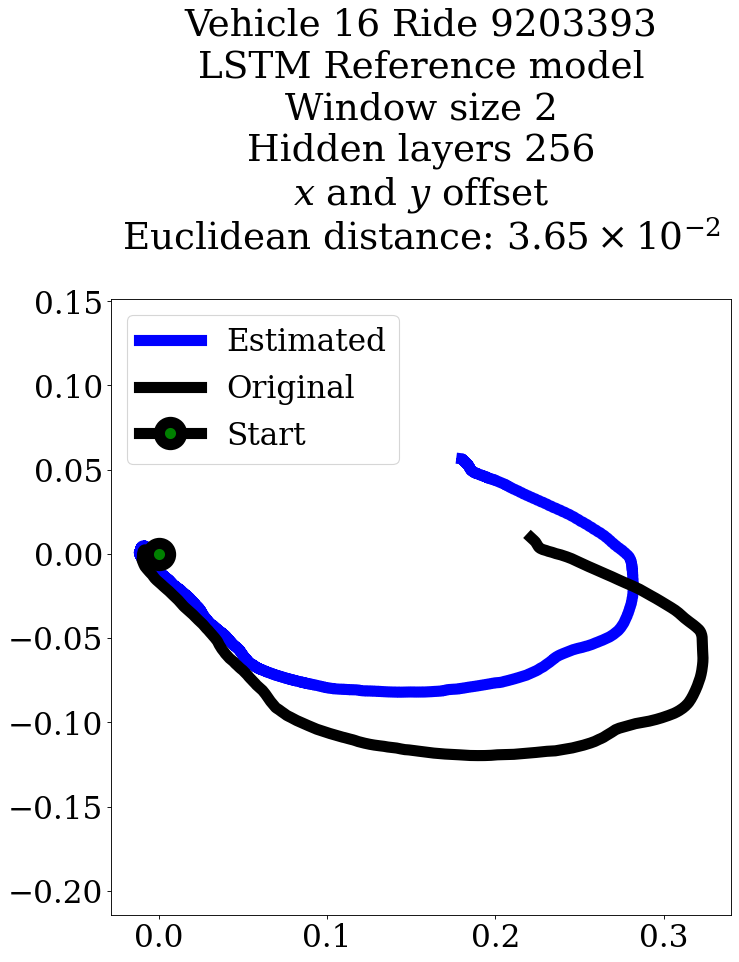 Vehicle 16 Ride 9203393
LSTM Reference model
Window size 2
Hidden layers 256
x and y offset
Euclidean distance: 3.65 × 10⁻²
Estimated
Original
Start
0.15
0.10
0.05
0.00
−0.05
−0.10
−0.15
−0.20
0.0 0.1 0.2 0.3